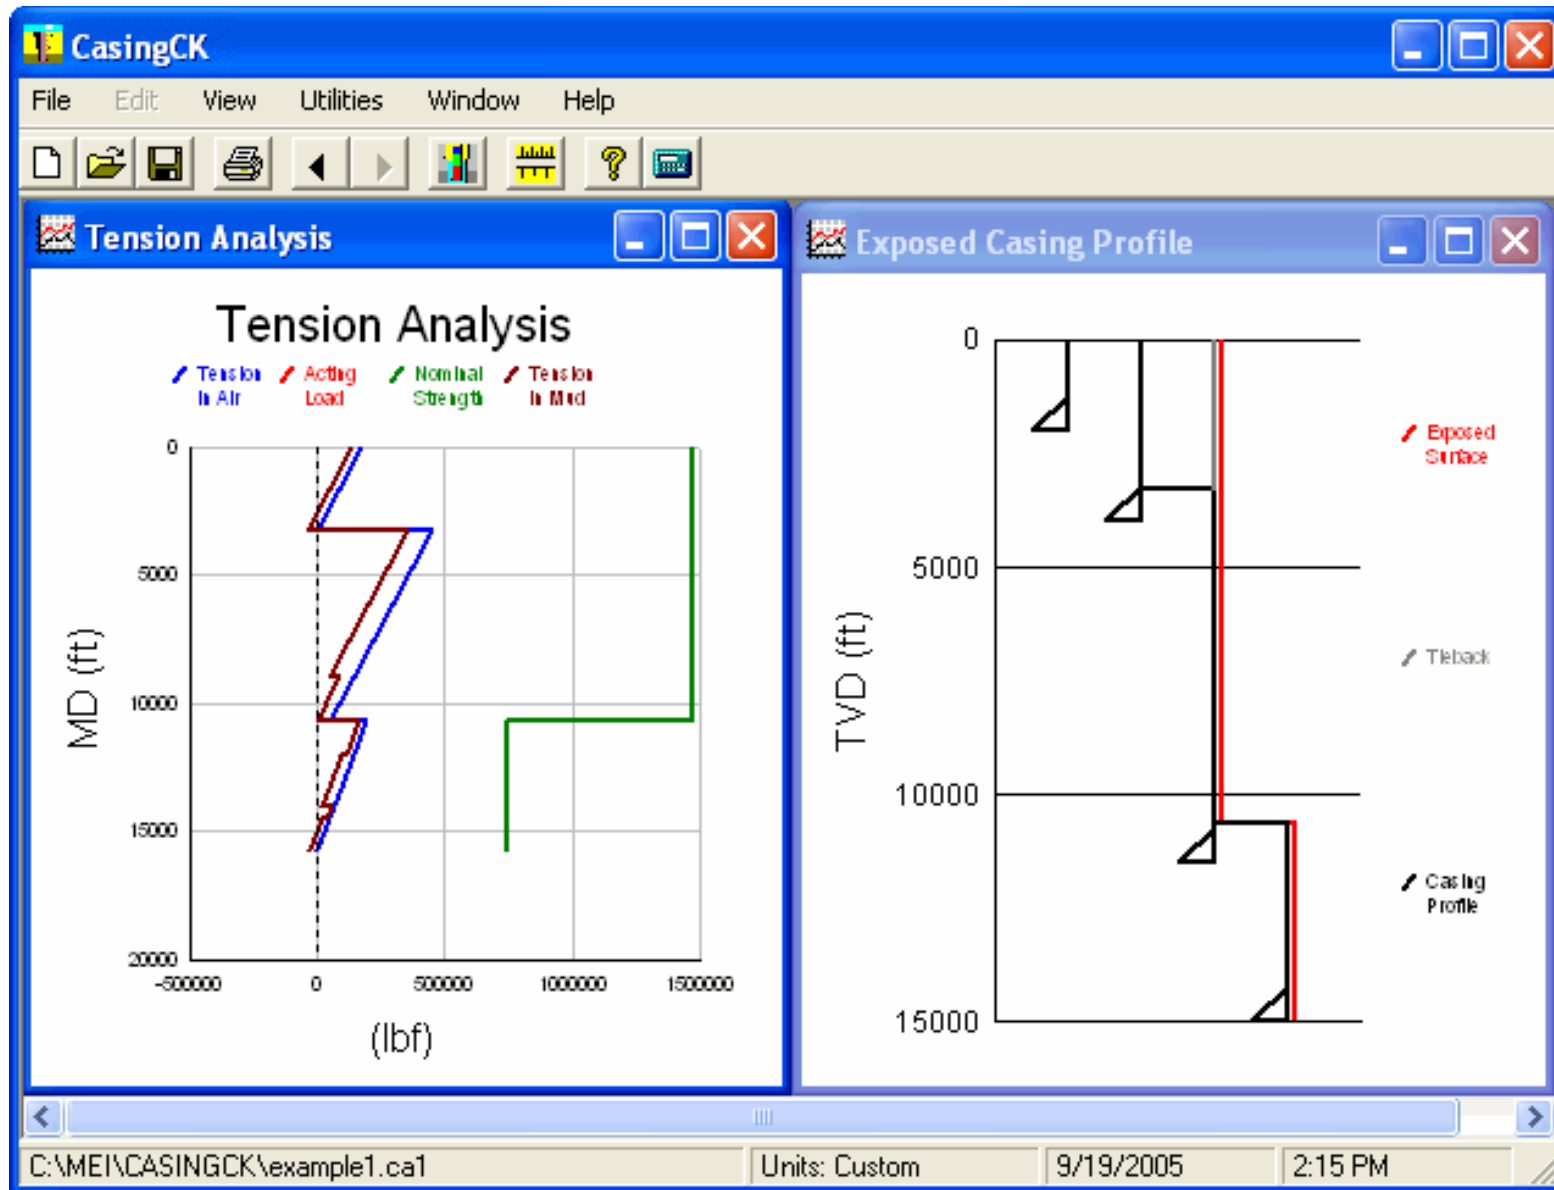 CasingCK
File Edit View Utilities Window Help
Tension Analysis
Exposed Casing Profile
Tension Analysis
Tension In Air
Acting Load
Nominal Strength
Tension In Mud
0
5000
10000
15000
20000
MD (ft)
-500000 0 500000 1000000 1500000
(lbf)
0
5000
10000
15000
TVD (ft)
Exposed
Surface
Tieback
Casing
Profile
C:\MEI\CASINGCK\example1.ca1
Units: Custom
9/19/2005
2:15 PM